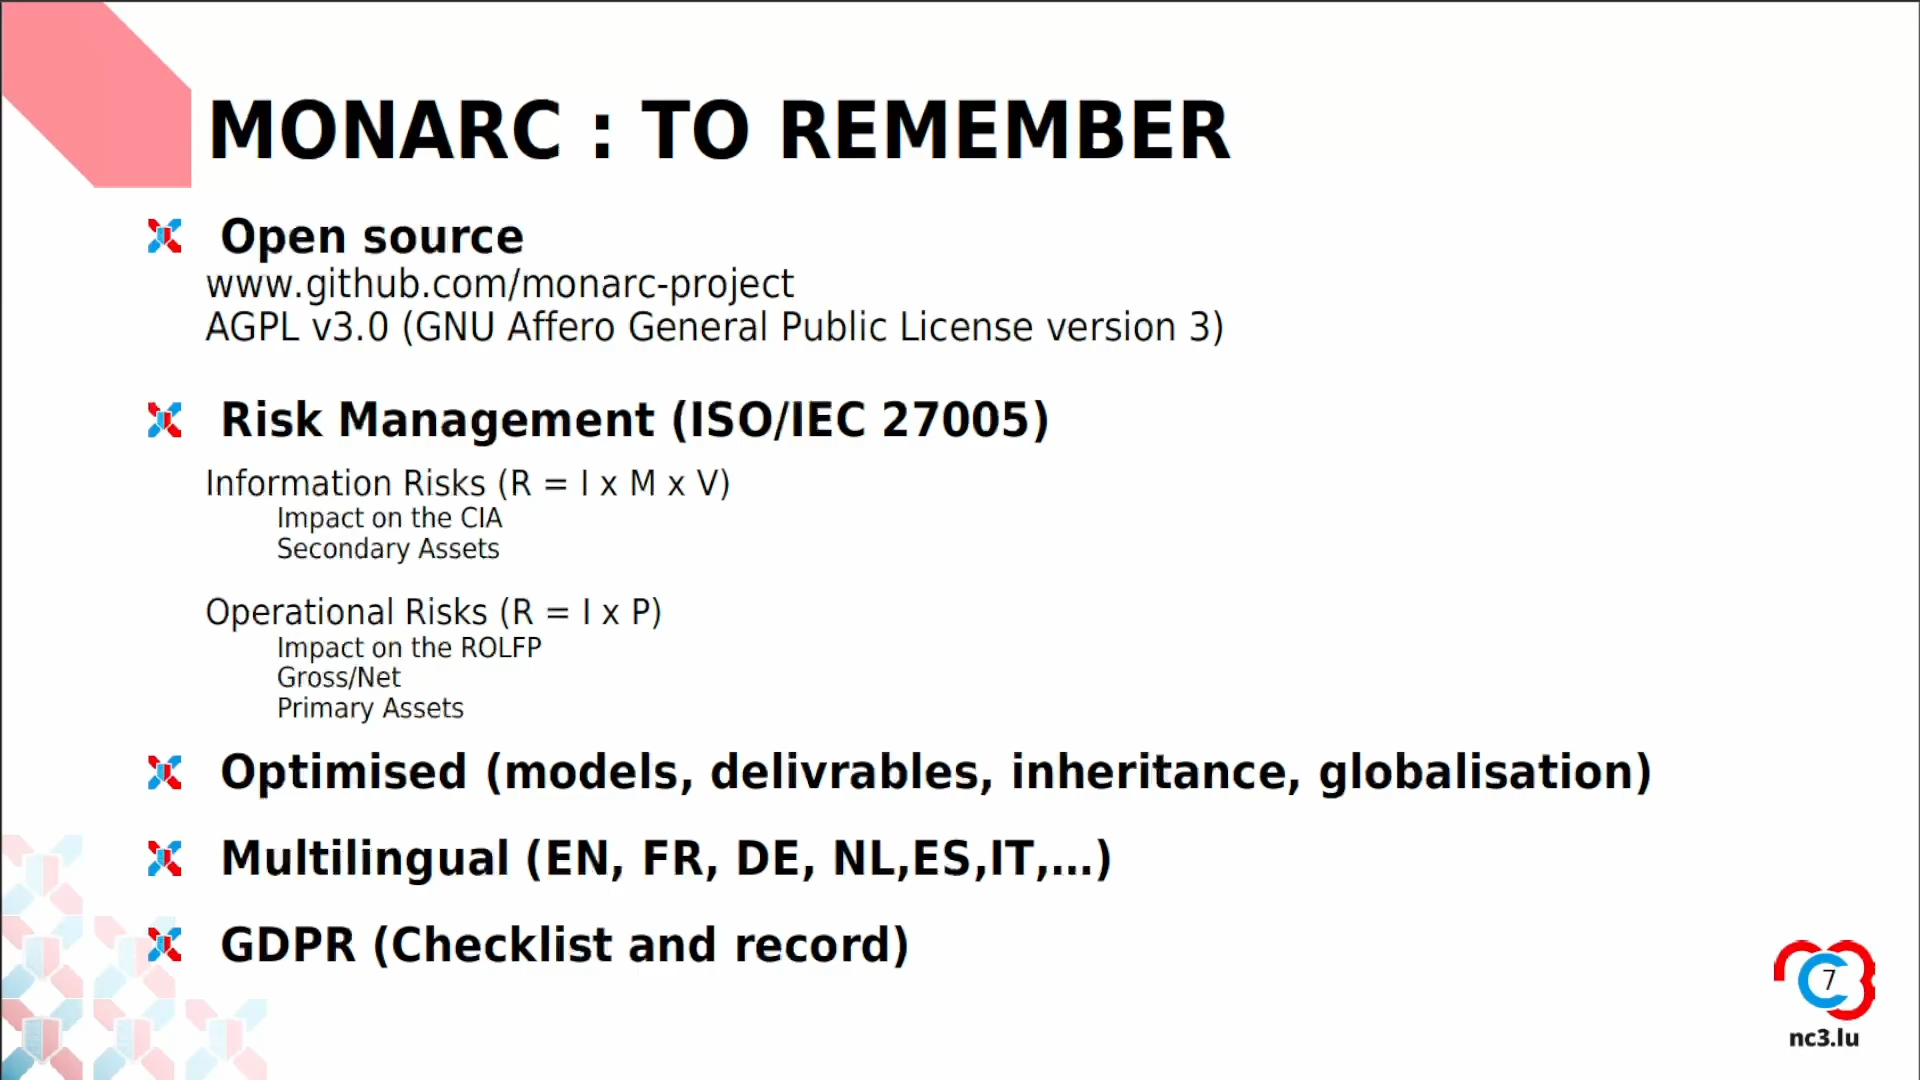 MONARC : TO REMEMBER
Open source
www.github.com/monarc-project
AGPL v3.0 (GNU Affero General Public License version 3)
Risk Management (ISO/IEC 27005)
Information Risks (R = I x M x V)
Impact on the CIA
Secondary Assets
Operational Risks (R = I x P)
Impact on the ROLFP
Gross/Net
Primary Assets
Optimised (models, delivrables, inheritance, globalisation)
Multilingual (EN, FR, DE, NL,ES,IT,...)
GDPR (Checklist and record)
7
nc3.lu